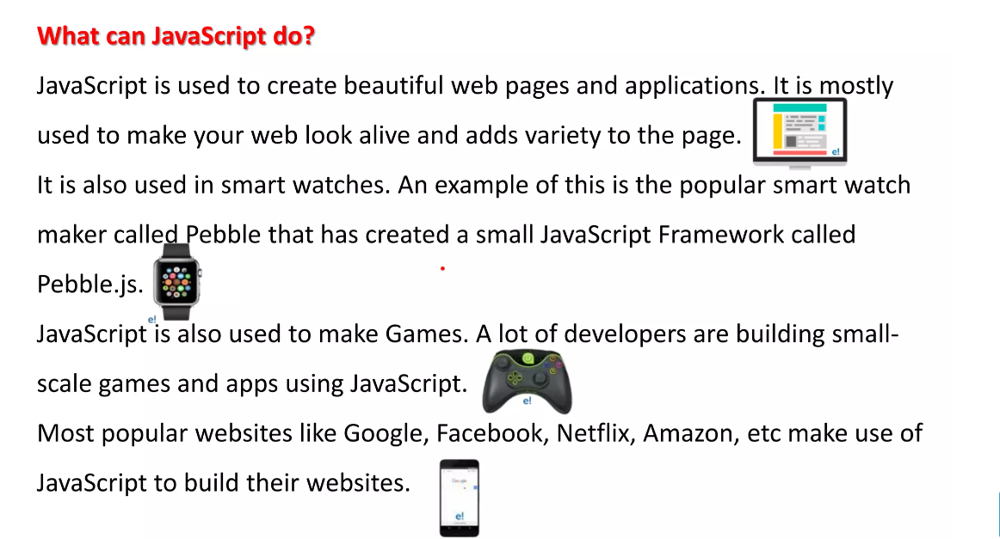 What can JavaScript do?
JavaScript is used to create beautiful web pages and applications. It is mostly
used to make your web look alive and adds variety to the page.
e!
It is also used in smart watches. An example of this is the popular smart watch
maker called Pebble that has created a small JavaScript Framework called
Pebble.js.
e!
JavaScript is also used to make Games. A lot of developers are building small-
scale games and apps using JavaScript.
e!
Most popular websites like Google, Facebook, Netflix, Amazon, etc make use of
JavaScript to build their websites.
Google
e!